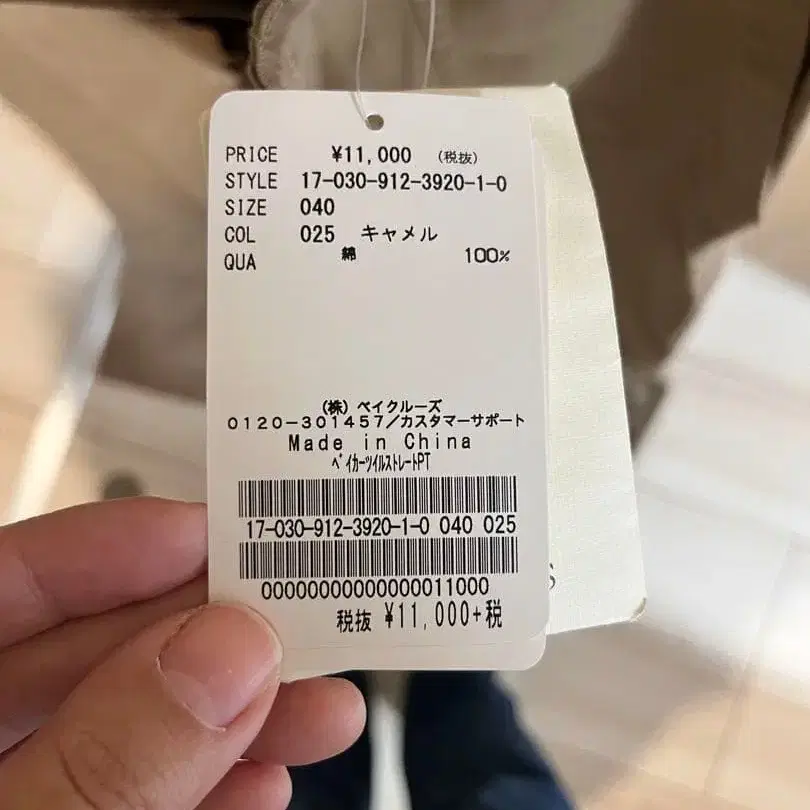 PRICE ¥11,000 (税抜)
STYLE 17-030-912-3920-1-0
SIZE 040
COL 025 キャメル
QUA 綿 100%
(株) ベイクルーズ
0120-301457/カスタマーサポート
Made in China
ベイカーツイルストレートPT
17-030-912-3920-1-0 040 025
00000000000000011000
税抜 ¥11,000+税
S